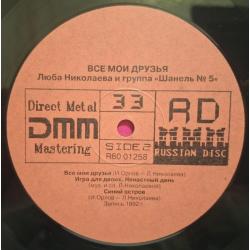 ВСЕ МОИ ДРУЗЬЯ
Люба Николаева и группа «Шанель № 5»
Direct Metal
DMM
Mastering
33
SIDE 2
R60 01258
RD
RUSSIAN DISC
Все мои друзья (И.Орлов — Л.Николаева)
Игра для двоих. Ненастный день
(муз. и сл. Л.Николаевой)
Синий остров
(И.Орлов — Л.Николаева)
Запись 1992 г.